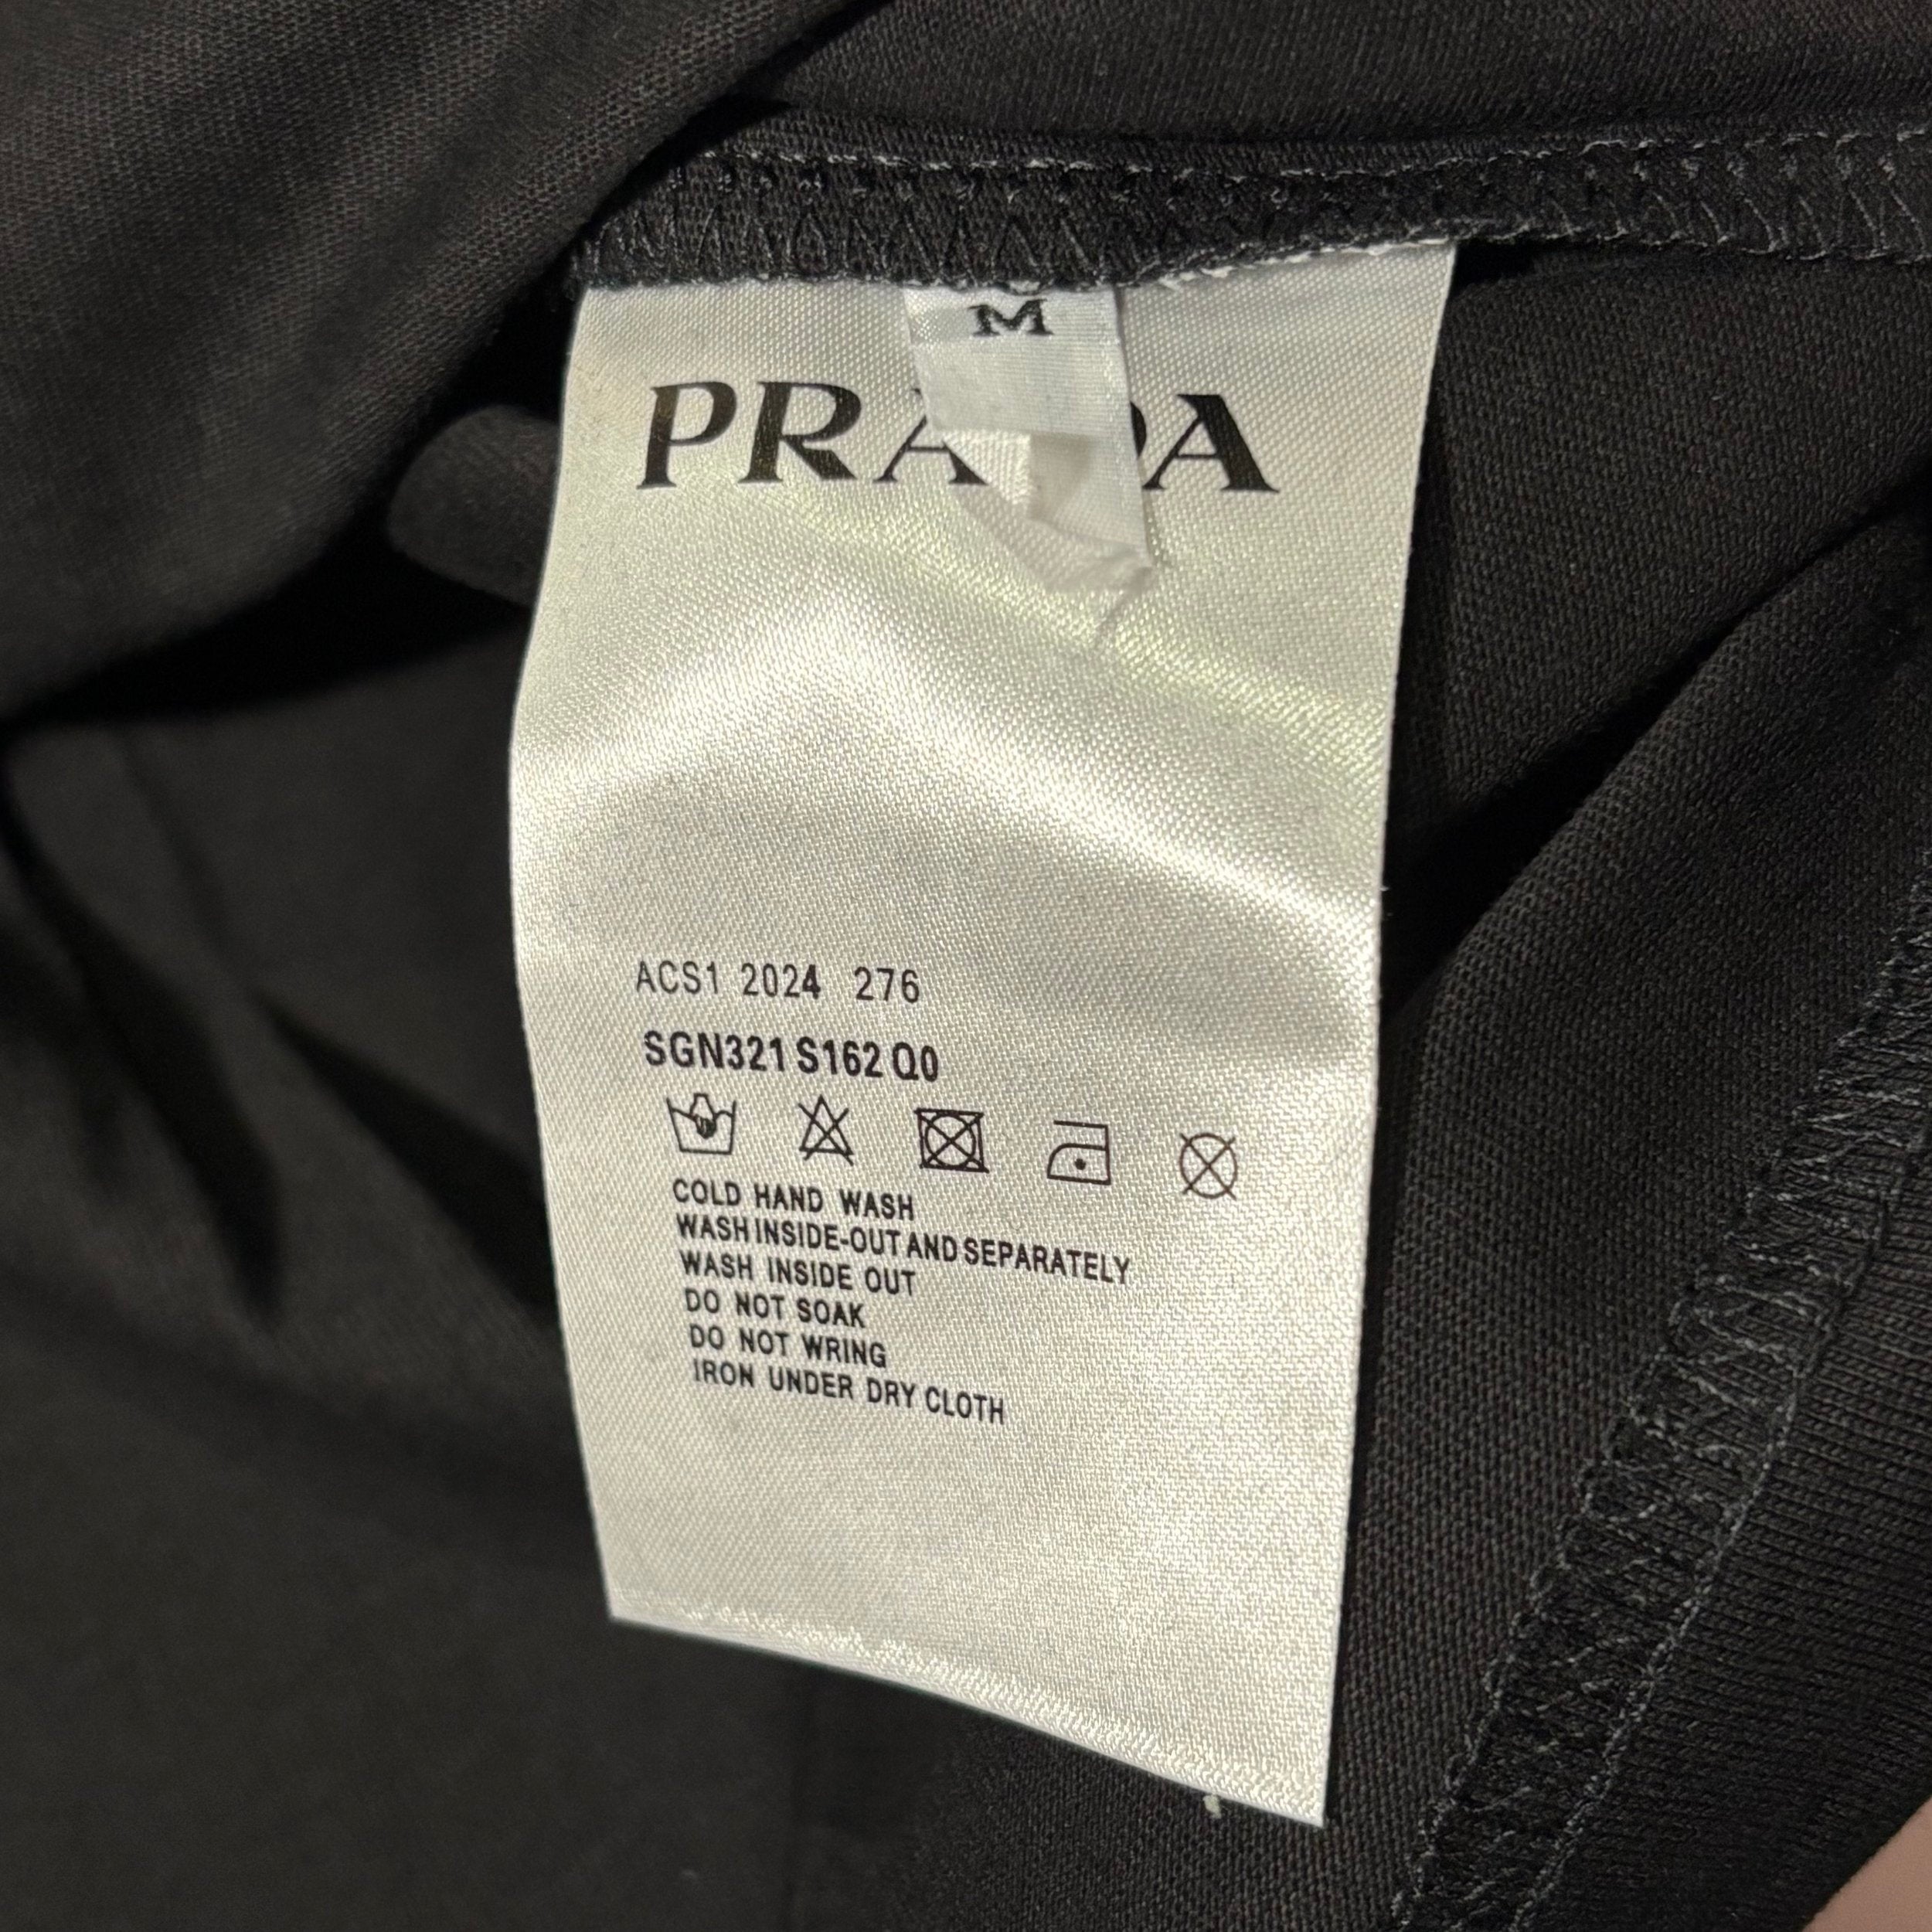 M
PRADA
ACS1 2024 276
SGN321 S162 Q0
COLD HAND WASH
WASH INSIDE-OUT AND SEPARATELY
WASH INSIDE OUT
DO NOT SOAK
DO NOT WRING
IRON UNDER DRY CLOTH